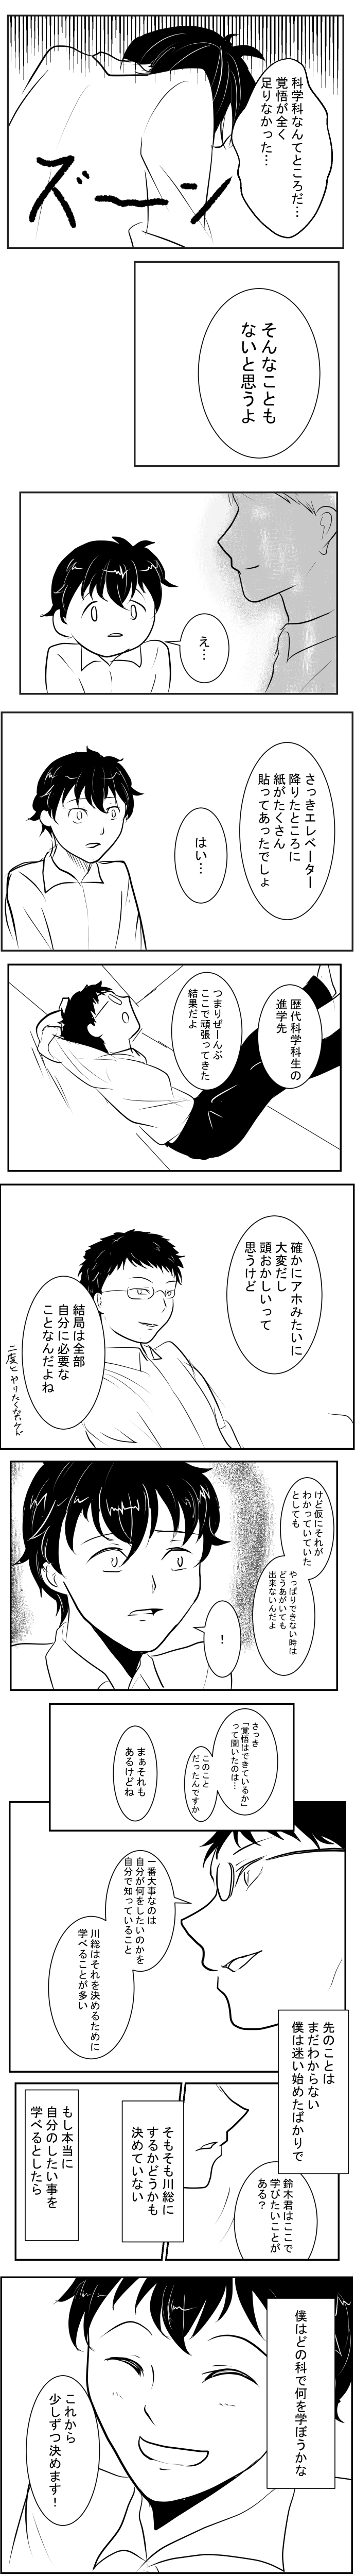 科学科なんてところだ…
覚悟が全く
足りなかった…
ズーン
そんなことも
ないと思うよ
え…
さっきエレベーター
降りたところに
紙がたくさん
貼ってあったでしょ
はい…
歴代科学科生の
進学先
つまりぜーんぶ
ここで頑張ってきた
結果だよ
確かにアホみたいに
大変だし
頭おかしいって
思うけど
結局は全部
自分に必要な
ことなんだよね
二度とやりたくないケド
けど仮にそれが
わかっていていた
としても
やっぱりできない時は
どうあがいても
出来ないんだよ
!
さっき
「覚悟はできているか」
って聞いたのは…
このこと
だったんですか
まぁそれも
あるけどね
一番大事なのは
自分が何をしたいのかを
自分で知っていること
川総はそれを決めるために
学べることが多い
先のことは
まだわからない
僕は迷い始めたばかりで
鈴木君はここで
学びたいことが
ある?
そもそも川総に
するかどうかも
決めていない
もし本当に
自分のしたい事を
学べるとしたら
僕はどの科で何を学ぼうかな
これから
少しずつ決めます!